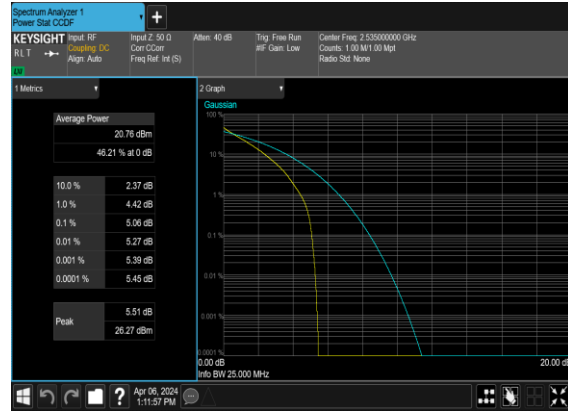 Spectrum Analyzer 1
Power Stat CCDF
KEYSIGHT
RLT
Input: RF
Coupling: DC
Align: Auto
Input Z: 50 Ω
Corr CCorr
Freq Ref: Int (S)
Atten: 40 dB
Trig: Free Run
#IF Gain: Low
Center Freq: 2.535000000 GHz
Counts: 1.00 M/1.00 Mpt
Radio Std: None
1 Metrics
Average Power
20.76 dBm
46.21 % at 0 dB
10.0 % 2.37 dB
1.0 % 4.42 dB
0.1 % 5.06 dB
0.01 % 5.27 dB
0.001 % 5.39 dB
0.0001 % 5.45 dB
Peak 5.51 dB
26.27 dBm
2 Graph
Gaussian
100 %
10 %
1 %
0.1 %
0.01 %
0.001 %
0.0001 %
0.00 dB 20.00 dB
Info BW 25.000 MHz
?
Apr 06, 2024
1:11:57 PM